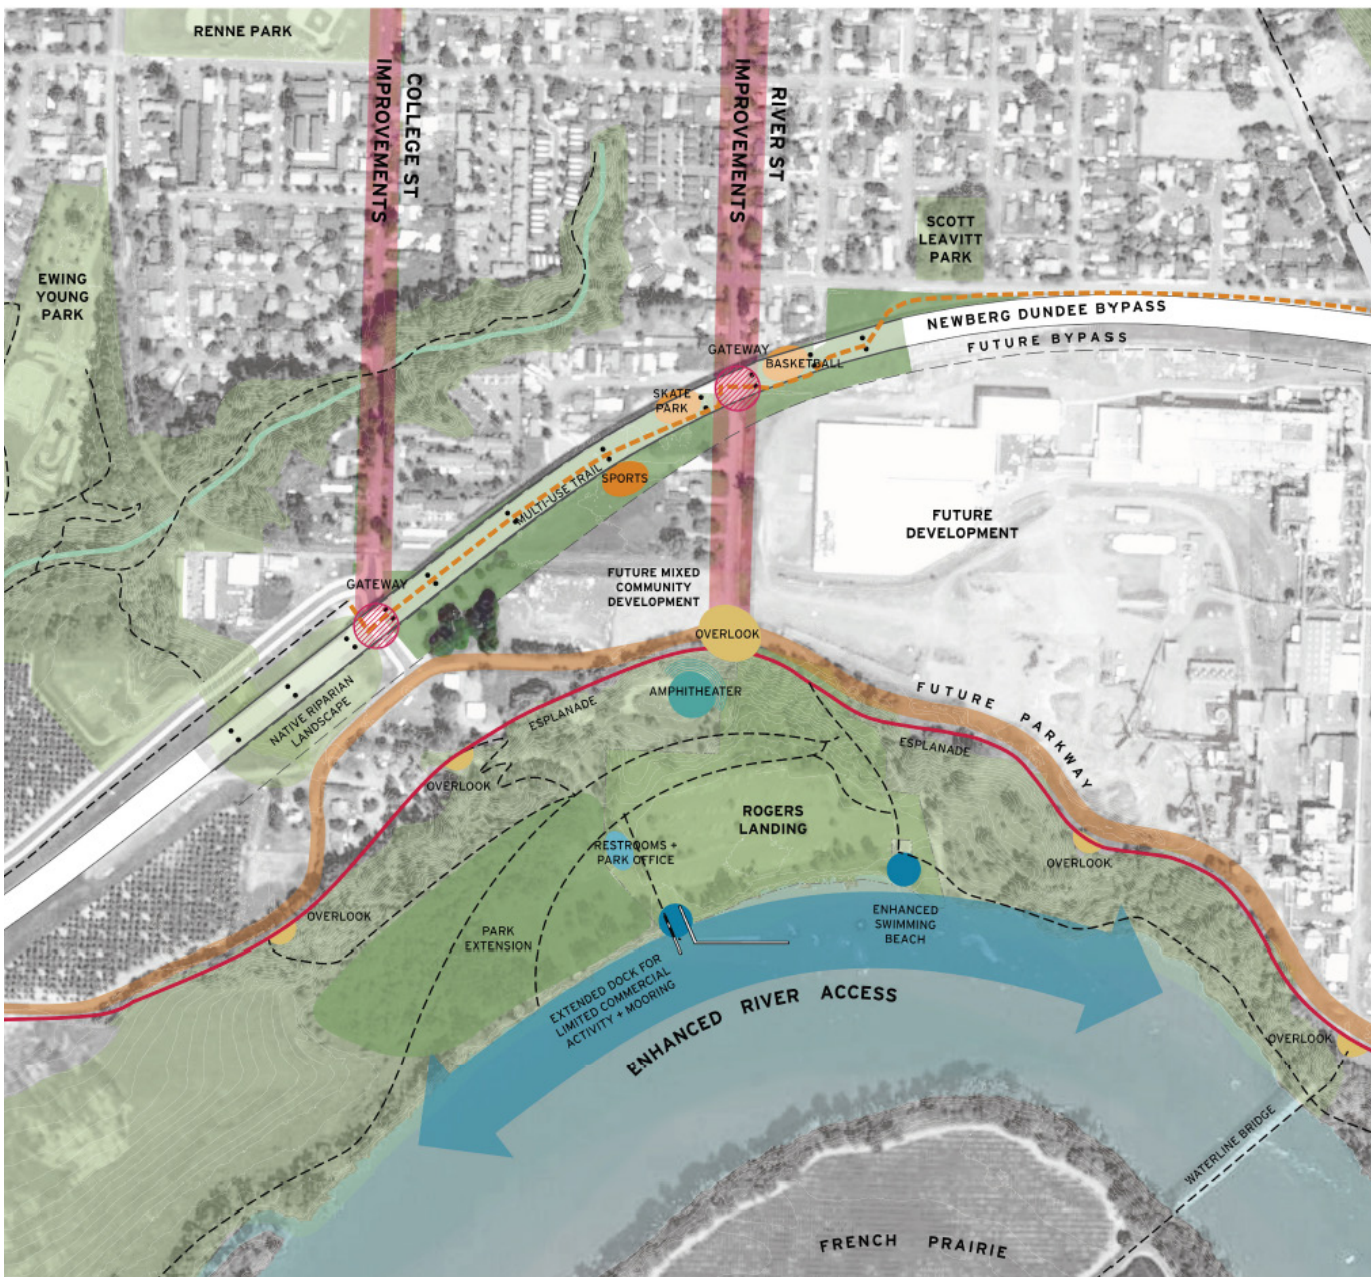 RENNE PARK
COLLEGE ST
IMPROVEMENTS
RIVER ST
IMPROVEMENTS
SCOTT
LEAVITT
PARK
EWING
YOUNG
PARK
NEWBERG DUNDEE BYPASS
FUTURE BYPASS
GATEWAY
BASKETBALL
SKATE
PARK
SPORTS
MULTI-USE TRAIL
FUTURE
DEVELOPMENT
GATEWAY
FUTURE MIXED
COMMUNITY
DEVELOPMENT
OVERLOOK
AMPHITHEATER
NATIVE RIPARIAN
LANDSCAPE
ESPLANADE
FUTURE PARKWAY
ESPLANADE
OVERLOOK
ROGERS
LANDING
RESTROOMS +
PARK OFFICE
OVERLOOK
OVERLOOK
PARK
EXTENSION
ENHANCED
SWIMMING
BEACH
EXTENDED DOCK FOR
LIMITED COMMERCIAL
ACTIVITY + MOORING
ENHANCED RIVER ACCESS
OVERLOOK
WATERLINE BRIDGE
FRENCH PRAIRIE